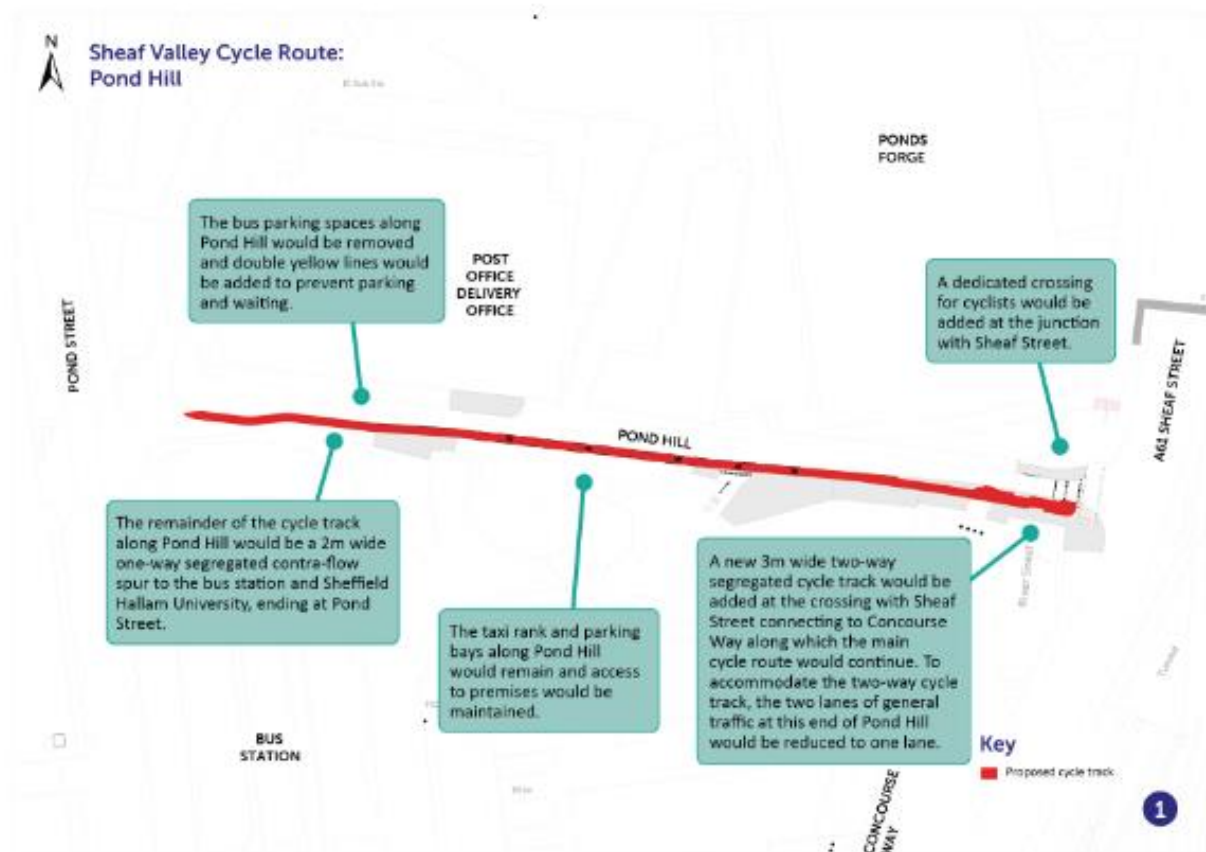 N
Sheaf Valley Cycle Route:
Pond Hill
PONDS
FORGE
The bus parking spaces along
Pond Hill would be removed
and double yellow lines would
be added to prevent parking
and waiting.
POST
OFFICE
DELIVERY
OFFICE
A dedicated crossing
for cyclists would be
added at the junction
with Sheaf Street.
POND STREET
A61 SHEAF STREET
POND HILL
The remainder of the cycle track
along Pond Hill would be a 2m wide
one-way segregated contra-flow
spur to the bus station and Sheffield
Hallam University, ending at Pond
Street.
The taxi rank and parking
bays along Pond Hill
would remain and access
to premises would be
maintained.
A new 3m wide two-way
segregated cycle track would be
added at the crossing with Sheaf
Street connecting to Concourse
Way along which the main
cycle route would continue. To
accommodate the two-way cycle
track, the two lanes of general
traffic at this end of Pond Hill
would be reduced to one lane.
River Sheaf
BUS
STATION
Key
Proposed cycle track
CONCOURSE
WAY
1